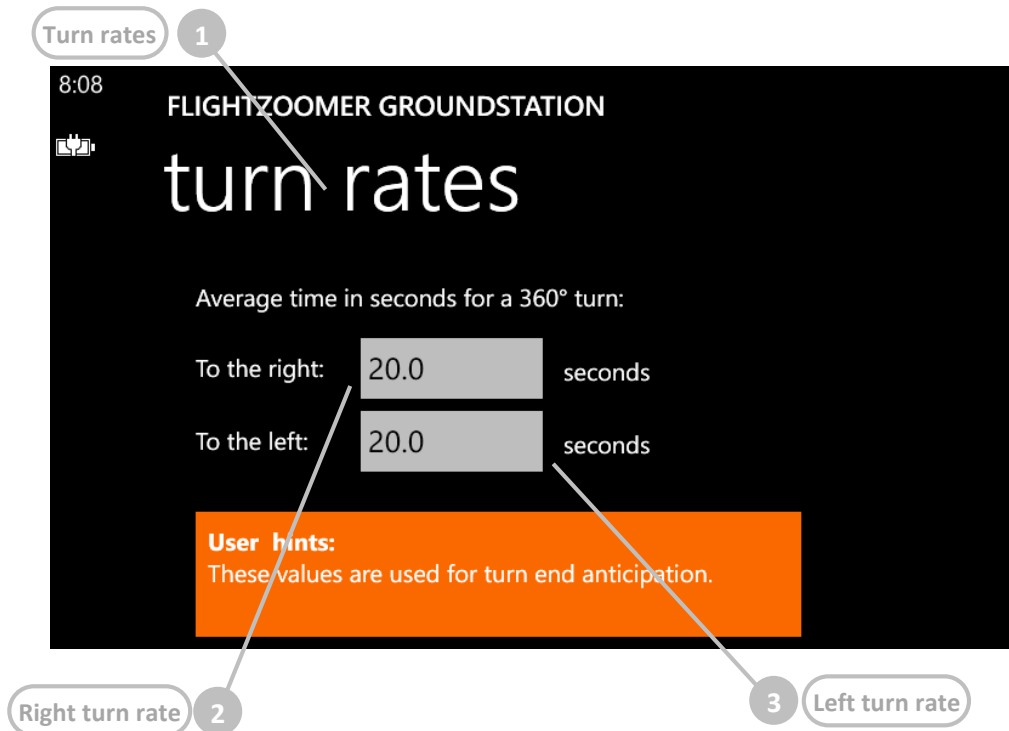 Turn rates 1
8:08
FLIGHTZOOMER GROUNDSTATION
turn rates
Average time in seconds for a 360° turn:
To the right: 20.0 seconds
To the left: 20.0 seconds
User hints:
These values are used for turn end anticipation.
Right turn rate 2
3 Left turn rate